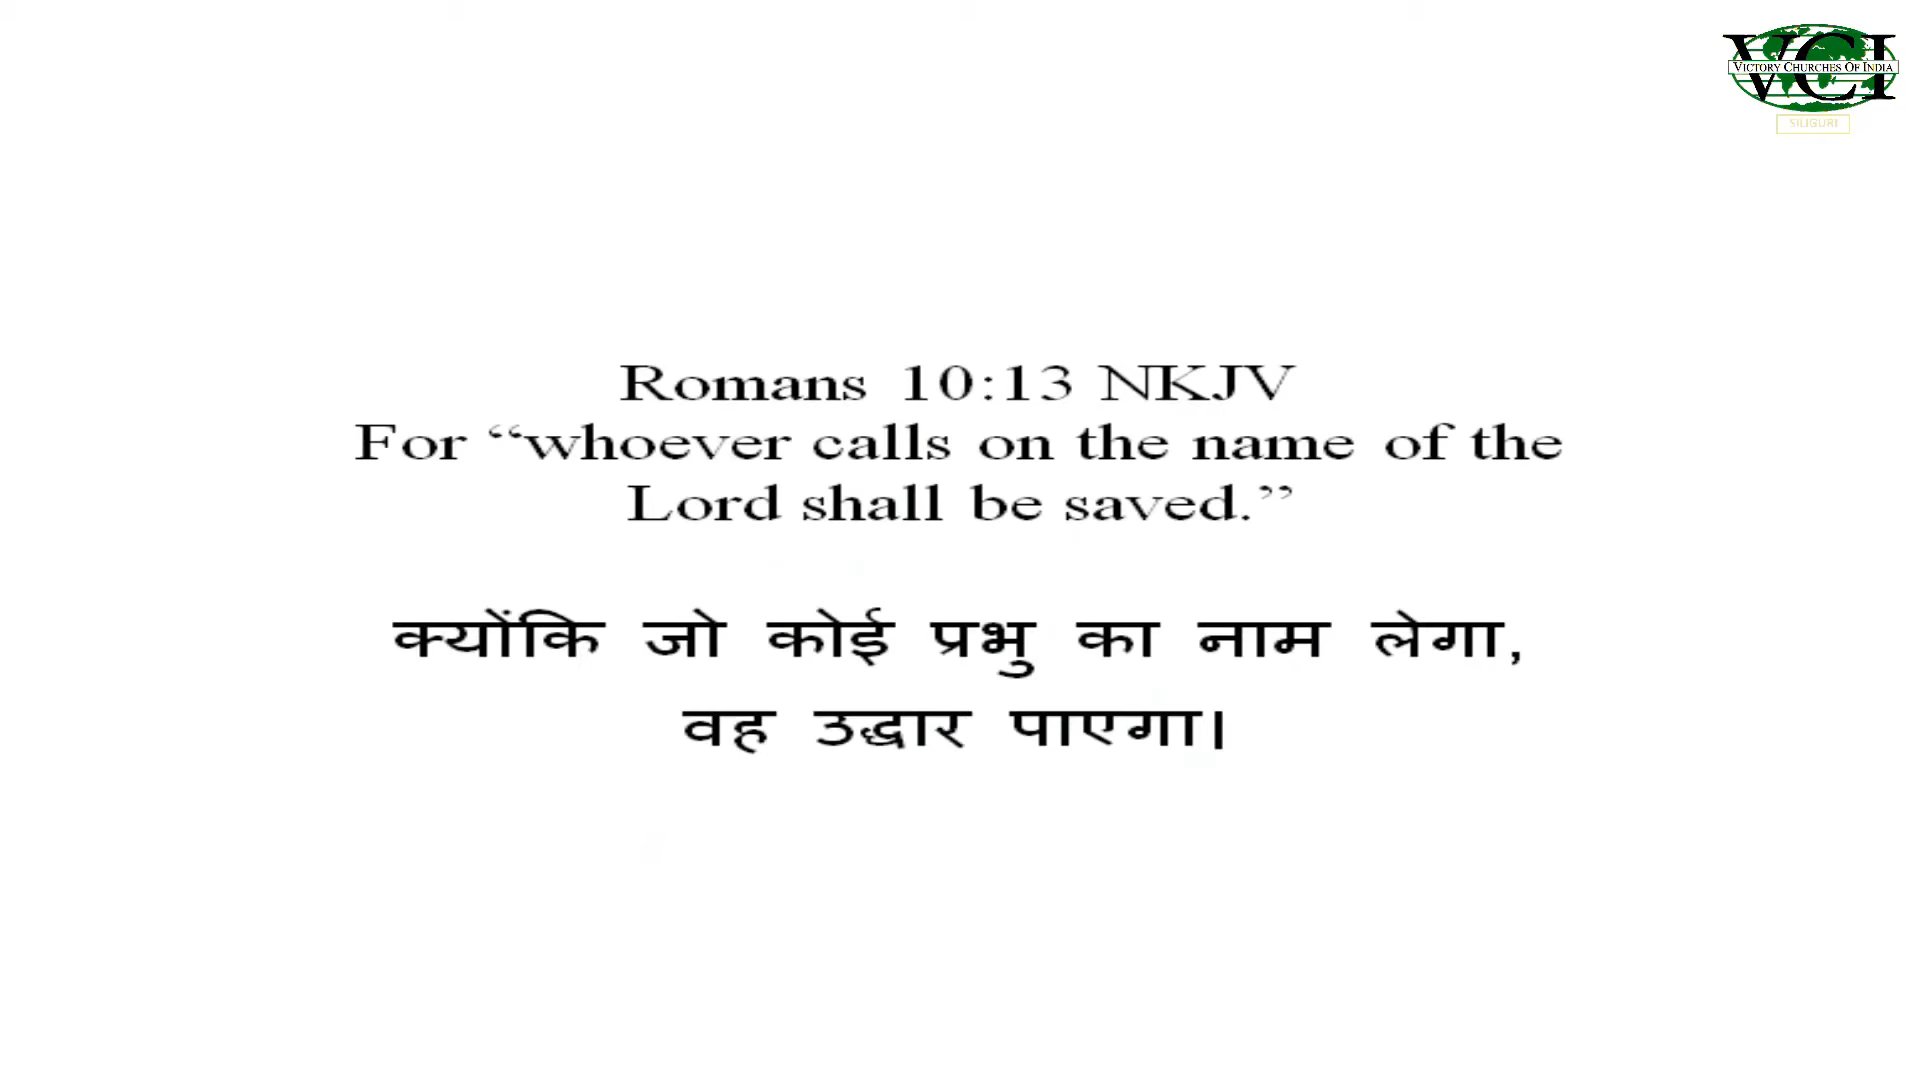 VCI
VICTORY CHURCHES OF INDIA
SILIGURI
Romans 10:13 NKJV
For “whoever calls on the name of the
Lord shall be saved.”
क्योंकि जो कोई प्रभु का नाम लेगा,
वह उद्धार पाएगा।